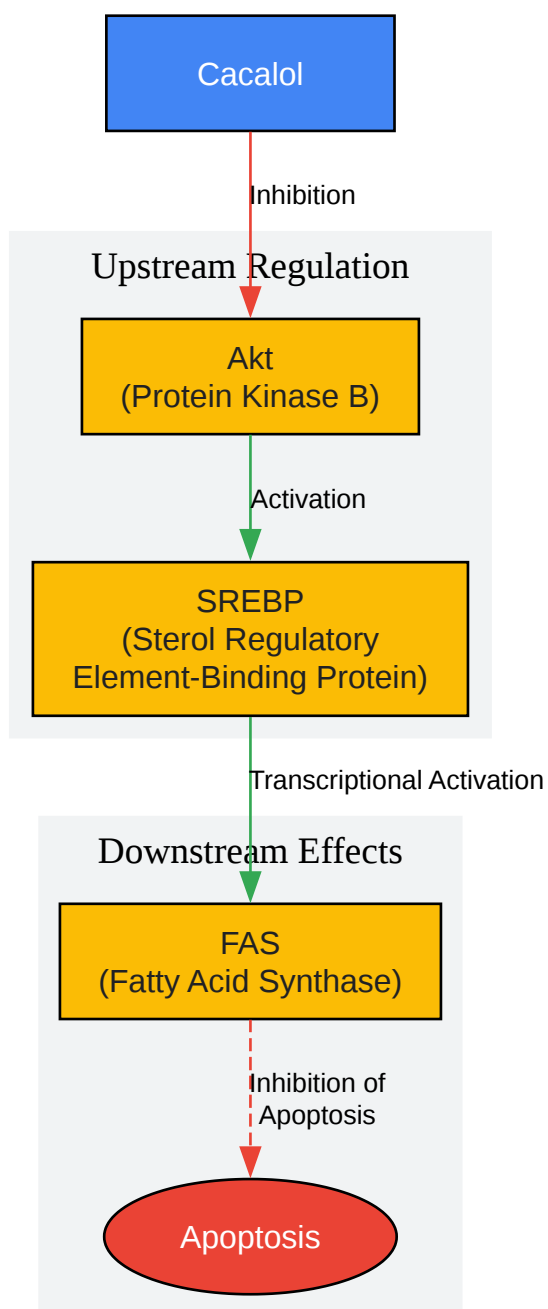 Cacalol
Inhibition
Upstream Regulation
Akt
(Protein Kinase B)
Activation
SREBP
(Sterol Regulatory
Element-Binding Protein)
Transcriptional Activation
Downstream Effects
FAS
(Fatty Acid Synthase)
Inhibition of
Apoptosis
Apoptosis